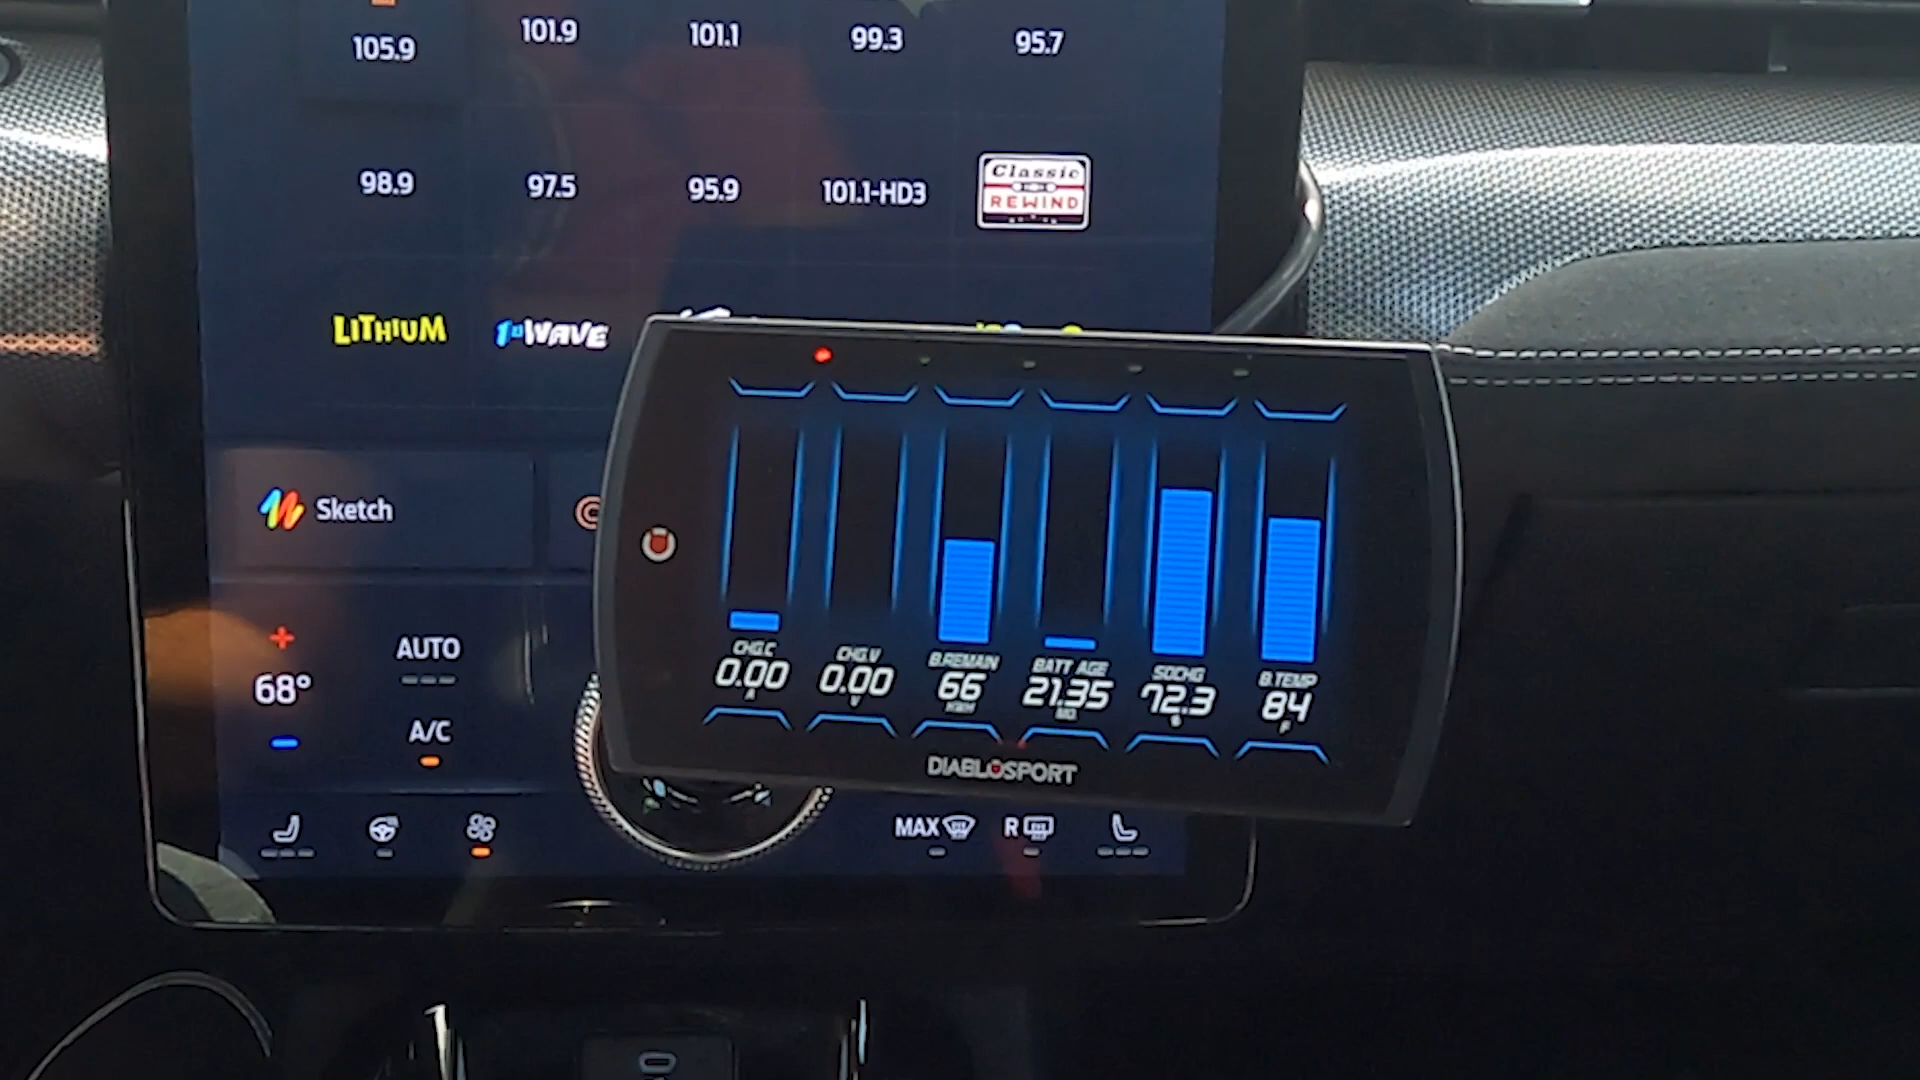 105.9 101.9 101.1 99.3 95.7
98.9 97.5 95.9 101.1-HD3 Classic
REWIND
LITHIUM 1st WAVE
Sketch
AUTO
68°
A/C
MAX R
CHG.C CHG.V B.REMAIN BATT AGE SOCHG B.TEMP
0.00 0.00 66 21.35 72.3 84
A V KWH MO % F
DIABLOSPORT